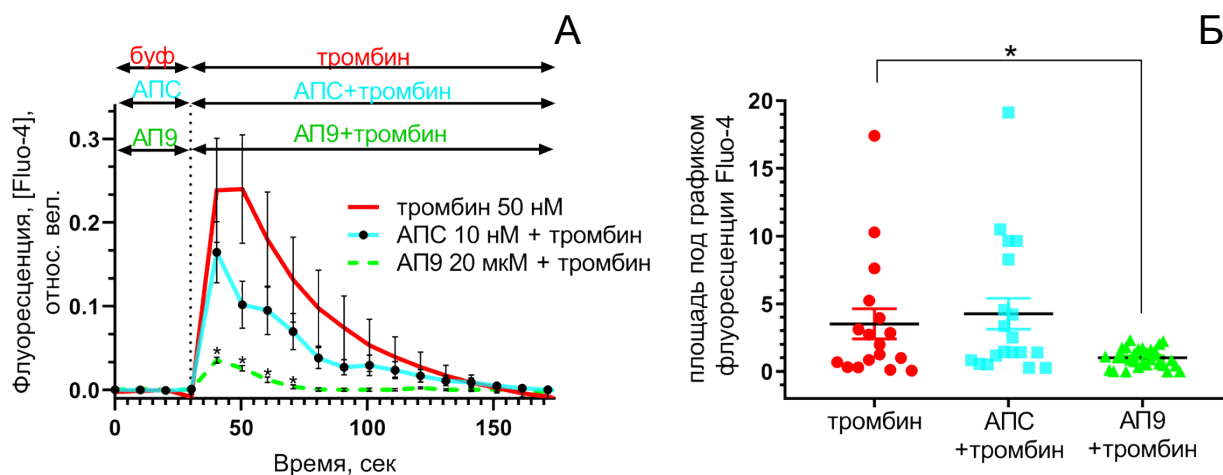 А
буф
тромбин
АПС
АПС+тромбин
АП9
АП9+тромбин
Флуоресценция, [Fluo-4],
относ. вел.
0.3
0.2
0.1
0.0
тромбин 50 нМ
АПС 10 нМ + тромбин
АП9 20 мкМ + тромбин
* * * *
0 50 100 150
Время, сек
Б
*
площадь под графиком
флуоресценции Fluo-4
20
15
10
5
0
тромбин
АПС
+тромбин
АП9
+тромбин